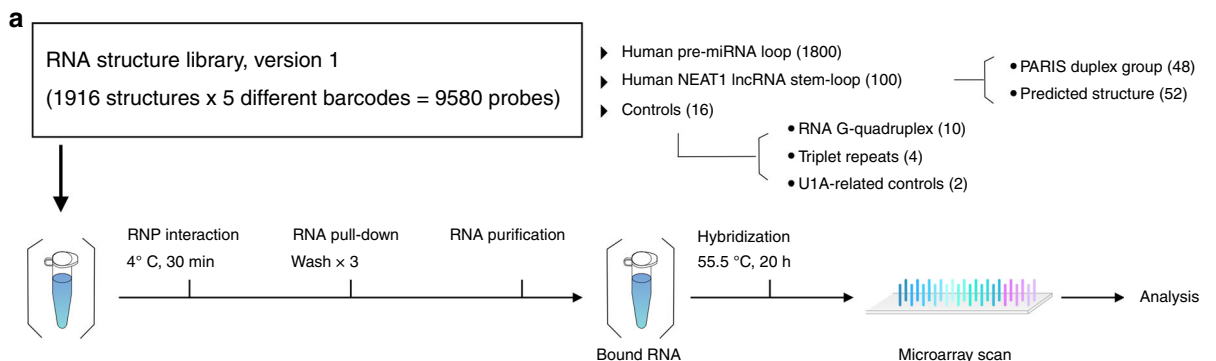 a
RNA structure library, version 1
(1916 structures x 5 different barcodes = 9580 probes)
Human pre-miRNA loop (1800)
Human NEAT1 lncRNA stem-loop (100)
Controls (16)
• PARIS duplex group (48)
• Predicted structure (52)
• RNA G-quadruplex (10)
• Triplet repeats (4)
• U1A-related controls (2)
RNP interaction
4° C, 30 min
RNA pull-down
Wash × 3
RNA purification
Bound RNA
Hybridization
55.5 °C, 20 h
Microarray scan
Analysis